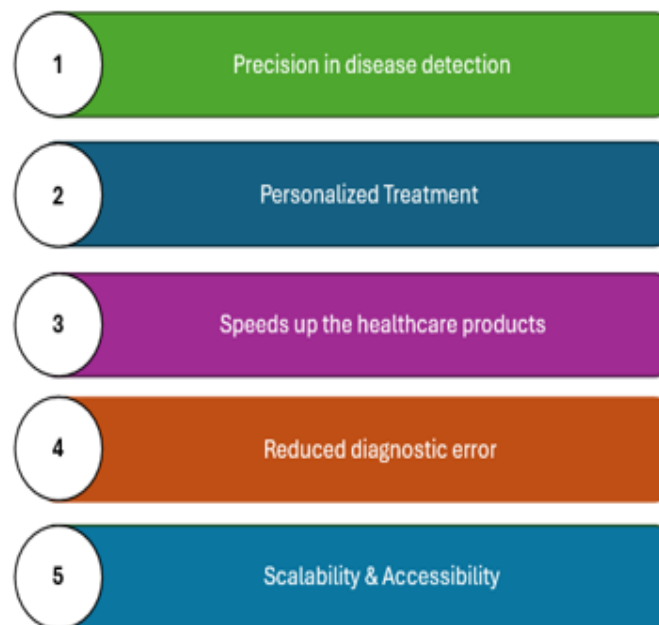 1
Precision in disease detection
2
Personalized Treatment
3
Speeds up the healthcare products
4
Reduced diagnostic error
5
Scalability & Accessibility